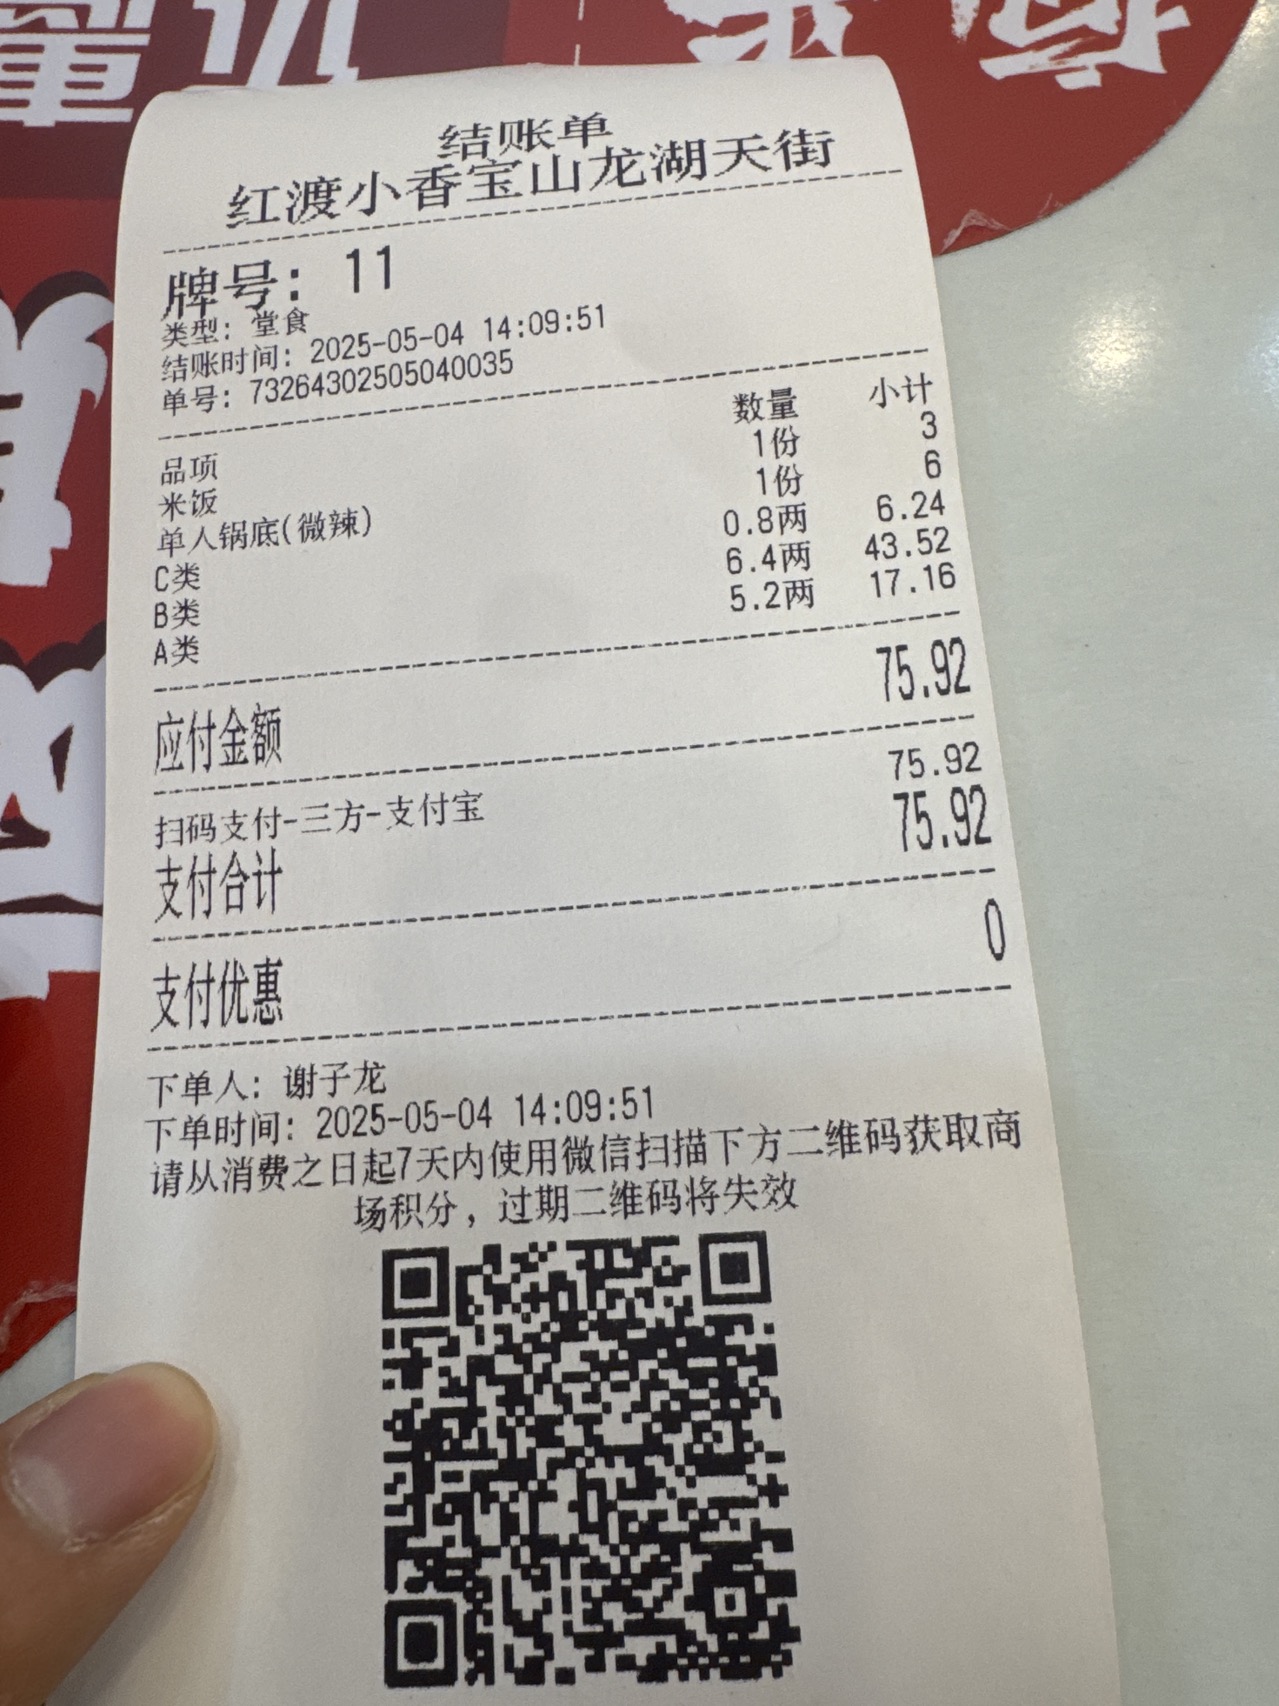 结账单
红渡小香宝山龙湖天街
牌号: 11
类型: 堂食
结账时间: 2025-05-04 14:09:51
单号: 73264302505040035
品项 数量 小计
米饭 1份 3
单人锅底(微辣) 1份 6
C类 0.8两 6.24
B类 6.4两 43.52
A类 5.2两 17.16
应付金额 75.92
扫码支付-三方-支付宝 75.92
支付合计 75.92
支付优惠 0
下单人: 谢子龙
下单时间: 2025-05-04 14:09:51
请从消费之日起7天内使用微信扫描下方二维码获取商
场积分, 过期二维码将失效